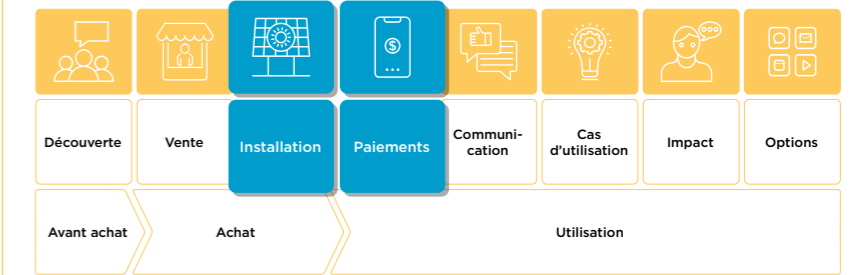 $
Découverte
Vente
Installation
Paiements
Communi-
cation
Cas
d'utilisation
Impact
Options
Avant achat
Achat
Utilisation